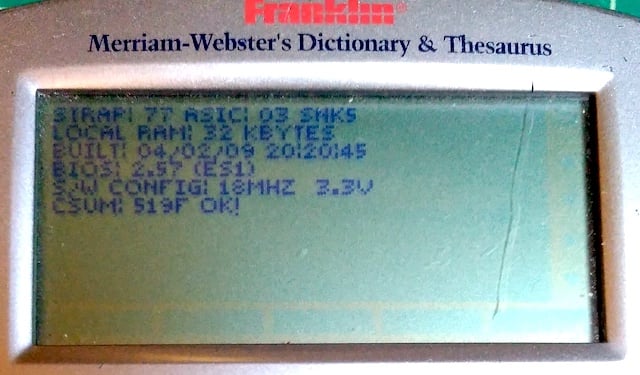 Franklin®
Merriam-Webster's Dictionary & Thesaurus
STRAP: 77 ASIC: 03 SNK5
LOCAL RAM: 32 KBYTES
BUILT: 04/02/09 20:20:45
BIOS: 2.57 (ES1)
S/W CONFIG: 18MHZ 3.3V
CSUM: 519F OK!